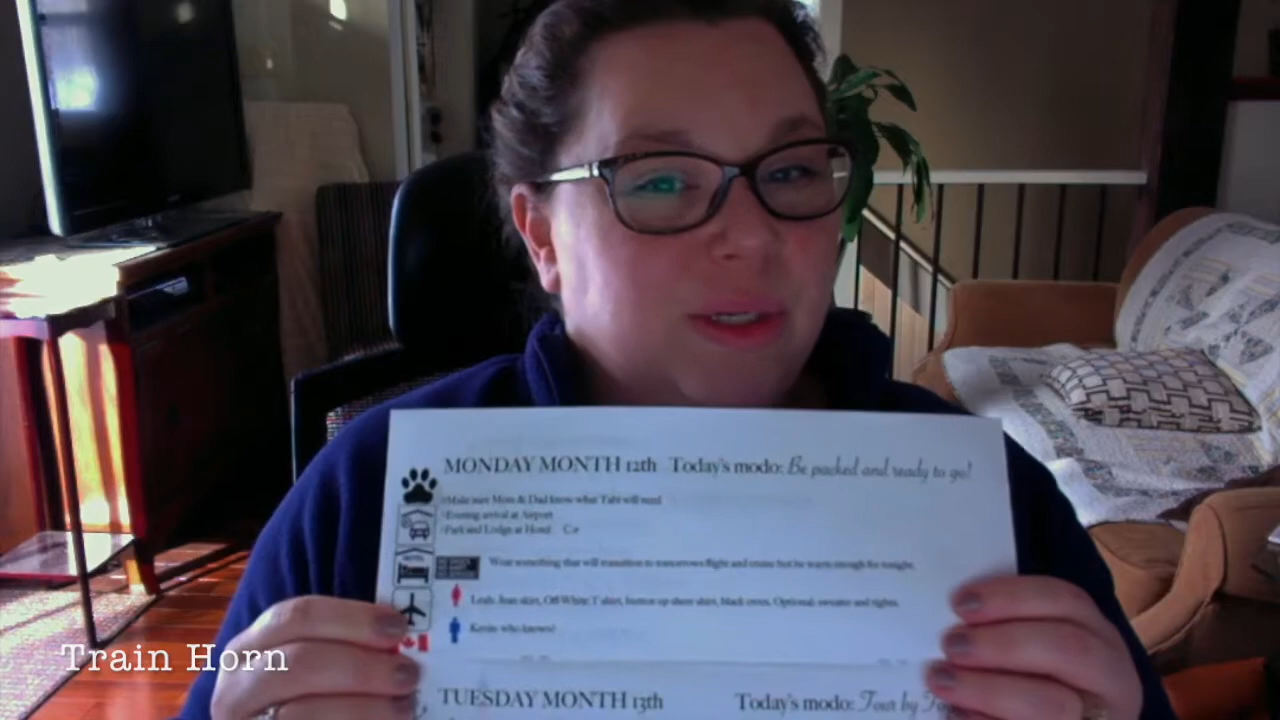 MONDAY MONTH 12th Today's modo: Be packed and ready to go!
Make sure Mom & Dad know what Tabi will need
Evening arrival at Airport
Park and Lodge at Hotel
HOTEL
Wear something that will transition to tomorrows flight and cruise but be warm enough for tonight.
Leah: Jean skirt, Off White T shirt, button up sheer shirt, black Optional: sweater and tights.
Kevin: who knows!
Train Horn
TUESDAY MONTH 13th Today's modo: Tour by